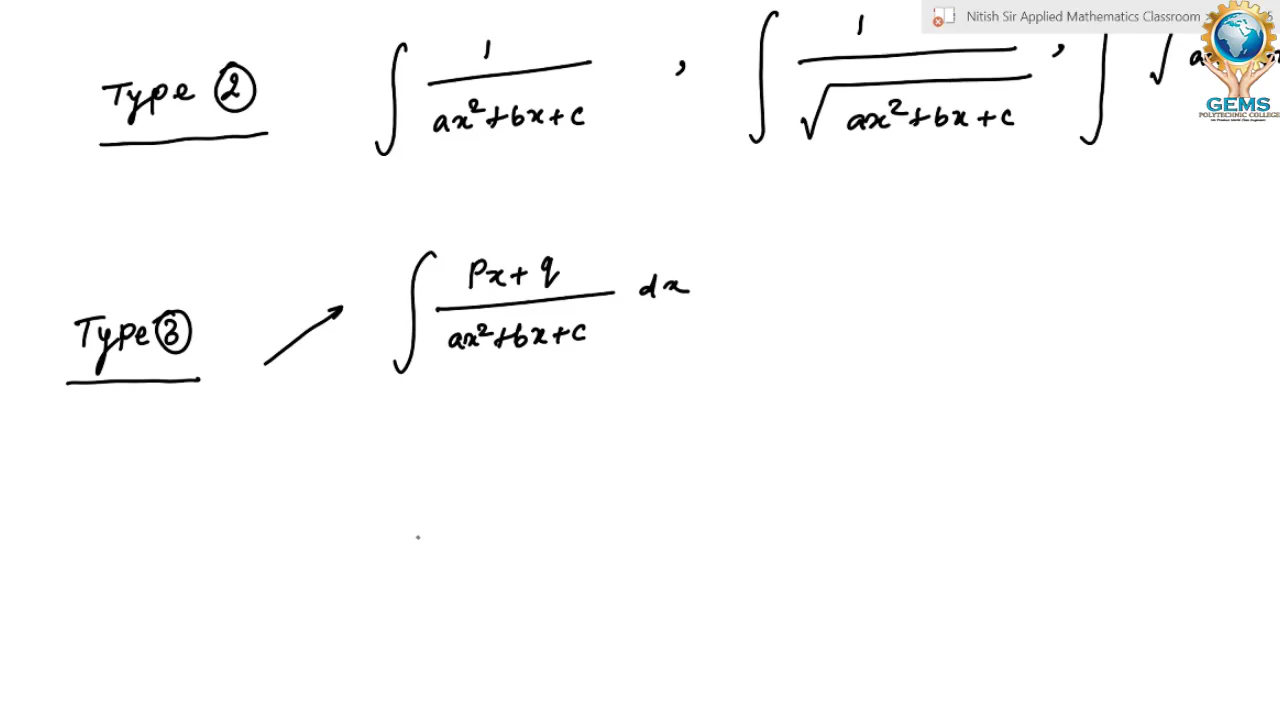 Nitish Sir Applied Mathematics Classroom
Type ② ∫ 1/(ax²+bx+c) , ∫ 1/√(ax²+bx+c) , ∫ √
GEMS
POLYTECHNIC COLLEGE
Type ③ ↗ ∫ (px+q)/(ax²+bx+c) dx